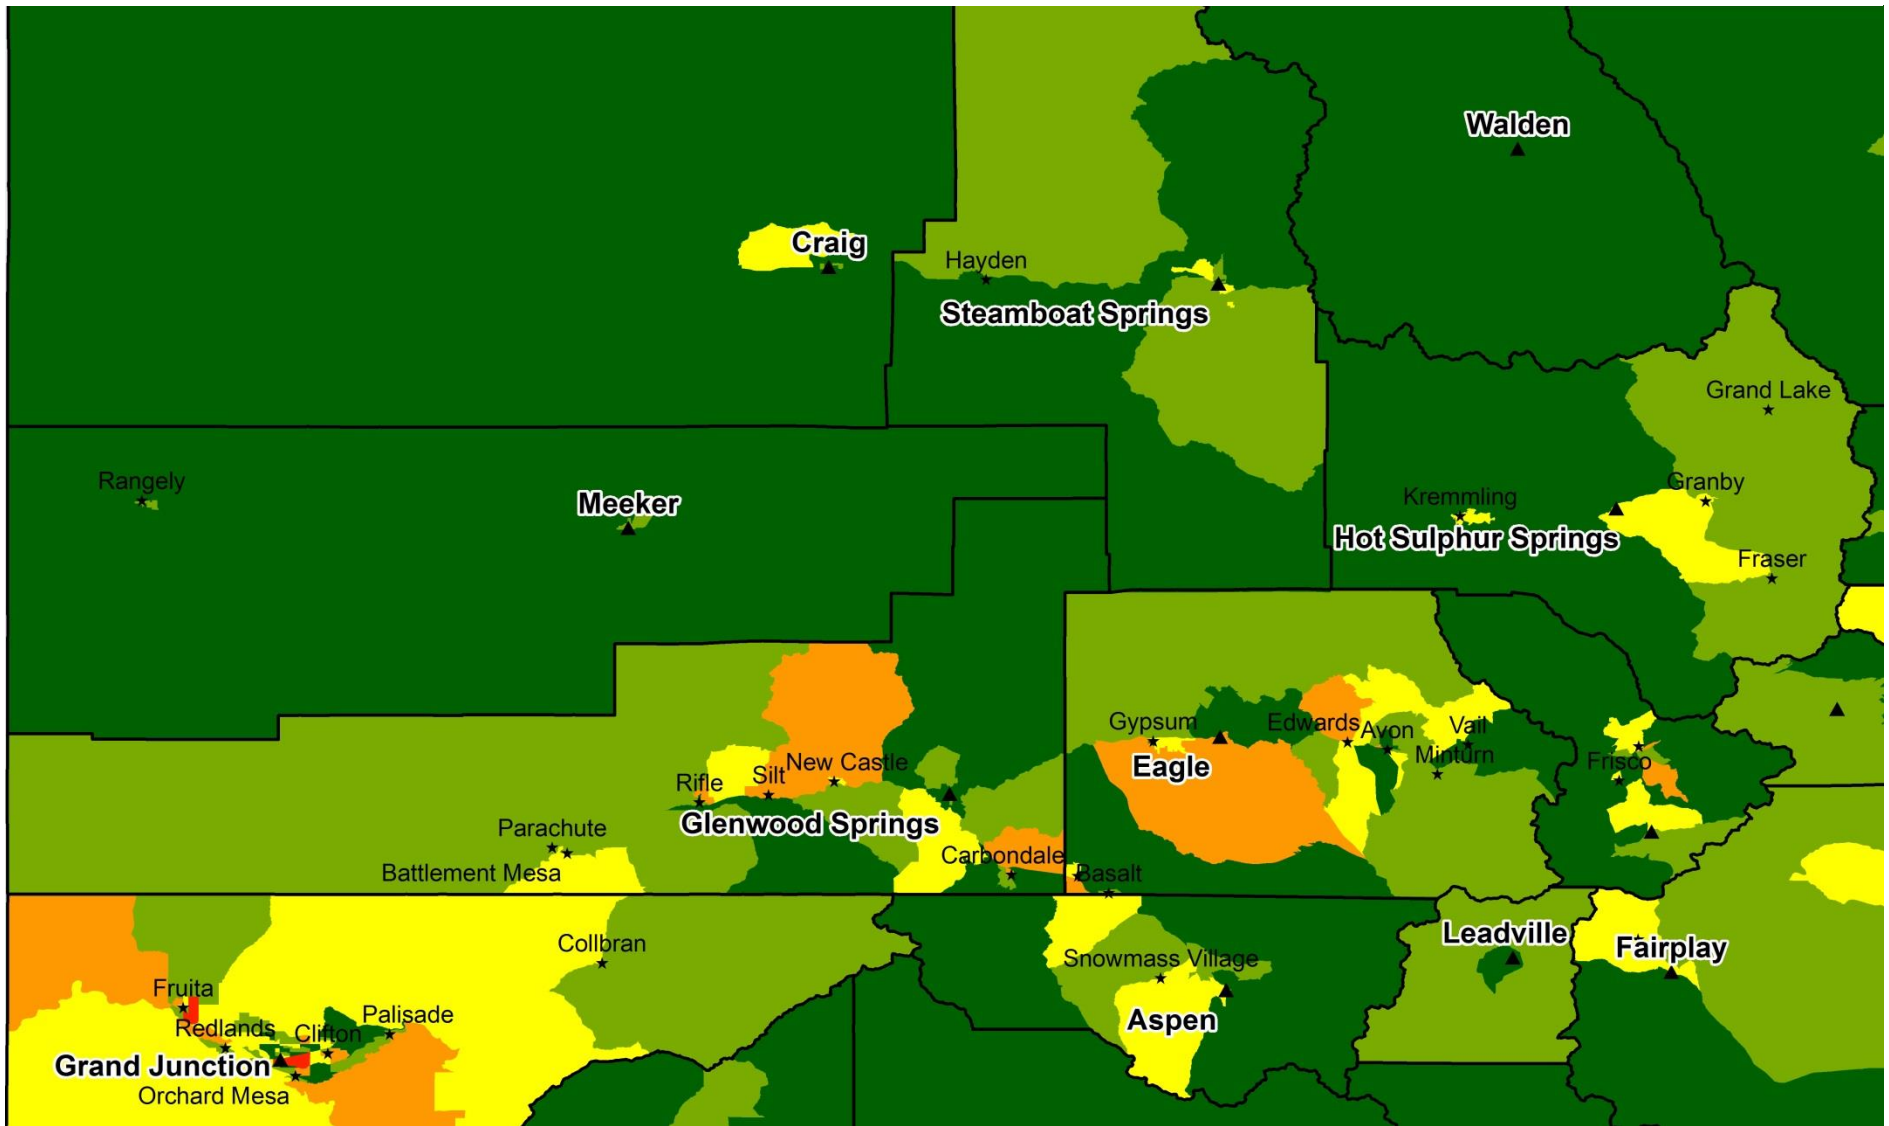 Walden
Craig
Hayden
Steamboat Springs
Grand Lake
Rangely
Meeker
Kremmling
Granby
Hot Sulphur Springs
Fraser
Gypsum
Edwards
Avon
Vail
Minturn
Eagle
Frisco
New Castle
Silt
Rifle
Glenwood Springs
Parachute
Battlement Mesa
Carbondale
Basalt
Collbran
Snowmass Village
Leadville
Fairplay
Aspen
Fruita
Redlands
Clifton
Palisade
Grand Junction
Orchard Mesa